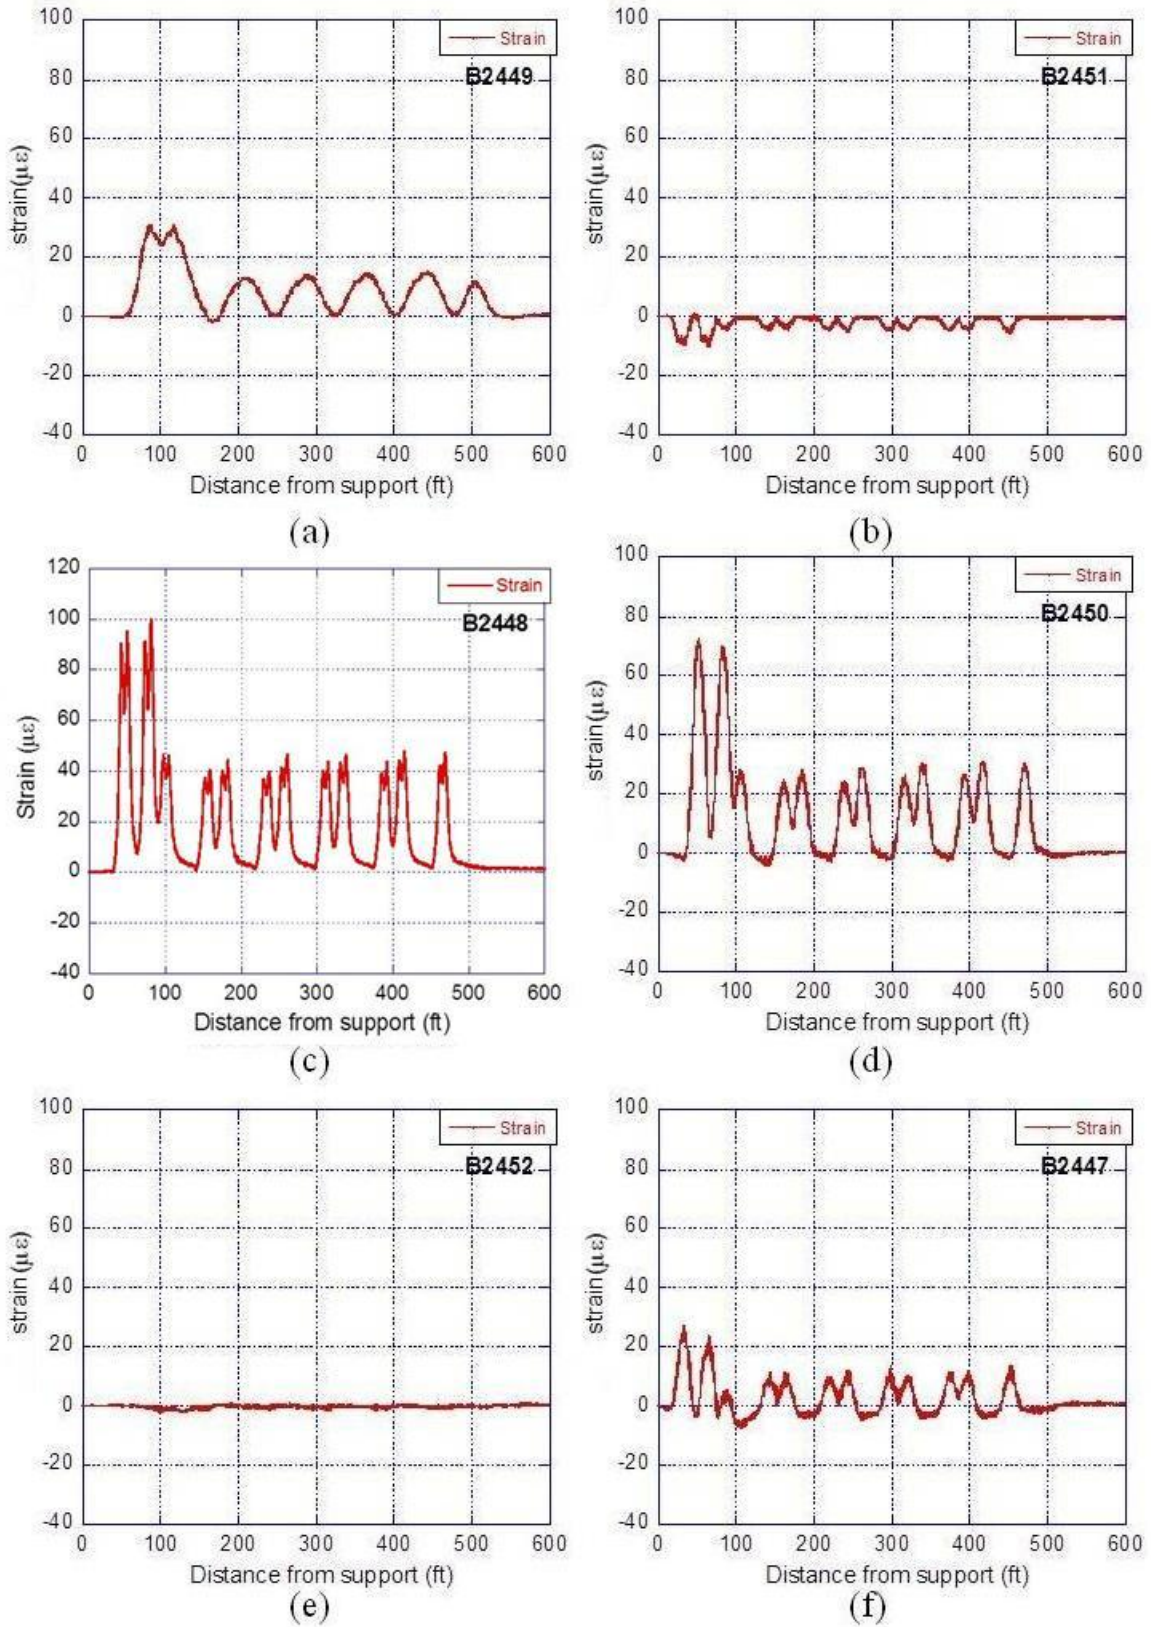 100
80
60
40
20
0
-20
-40
strain(με)
Strain
B2449
0 100 200 300 400 500 600
Distance from support (ft)
(a)
100
80
60
40
20
0
-20
-40
strain(με)
Strain
B2451
0 100 200 300 400 500 600
Distance from support (ft)
(b)
120
100
80
60
40
20
0
-20
-40
Strain (με)
Strain
B2448
0 100 200 300 400 500 600
Distance from support (ft)
(c)
100
80
60
40
20
0
-20
-40
strain(με)
Strain
B2450
0 100 200 300 400 500 600
Distance from support (ft)
(d)
100
80
60
40
20
0
-20
-40
strain(με)
Strain
B2452
0 100 200 300 400 500 600
Distance from support (ft)
(e)
100
80
60
40
20
0
-20
-40
strain(με)
Strain
B2447
0 100 200 300 400 500 600
Distance from support (ft)
(f)